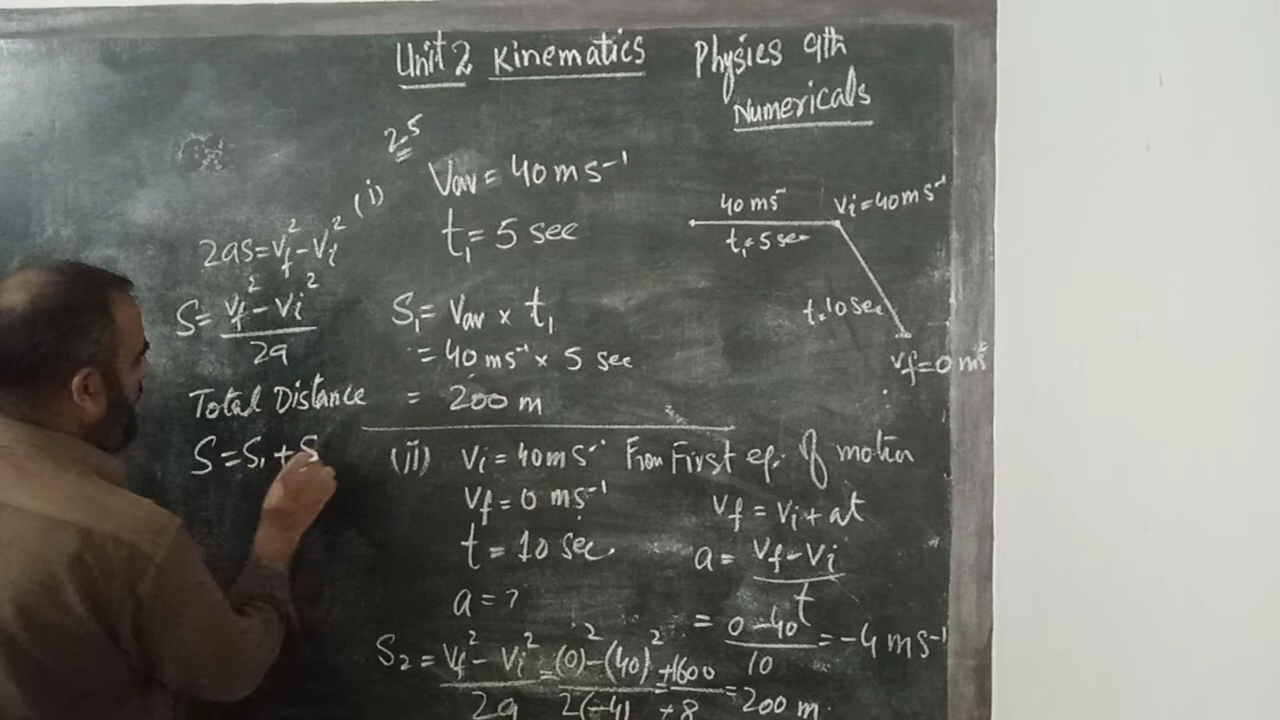 Unit 2 Kinematics Physics 9th
Numericals
2.5
(i) Vav = 40 ms⁻¹
t₁ = 5 sec
S₁ = Vav × t₁
= 40 ms⁻¹ × 5 sec
= 200 m
40 ms⁻
t₁ = 5 sec
Vi = 40 ms⁻¹
t = 10 sec
Vf = 0 ms⁻¹
2as = Vf² - Vi²
S = Vf² - Vi² / 2a
Total Distance
S = S₁ + S
(ii) Vi = 40 ms⁻¹
Vf = 0 ms⁻¹
t = 10 sec
a = ?
From First eq. of motion
Vf = Vi + at
a = Vf - Vi / t
= 0 - 40 / 10 = -4 ms⁻¹
S₂ = Vf² - Vi² / 2a = (0)² - (40)² / 2(-4) = +1600 / +8 = 200 m